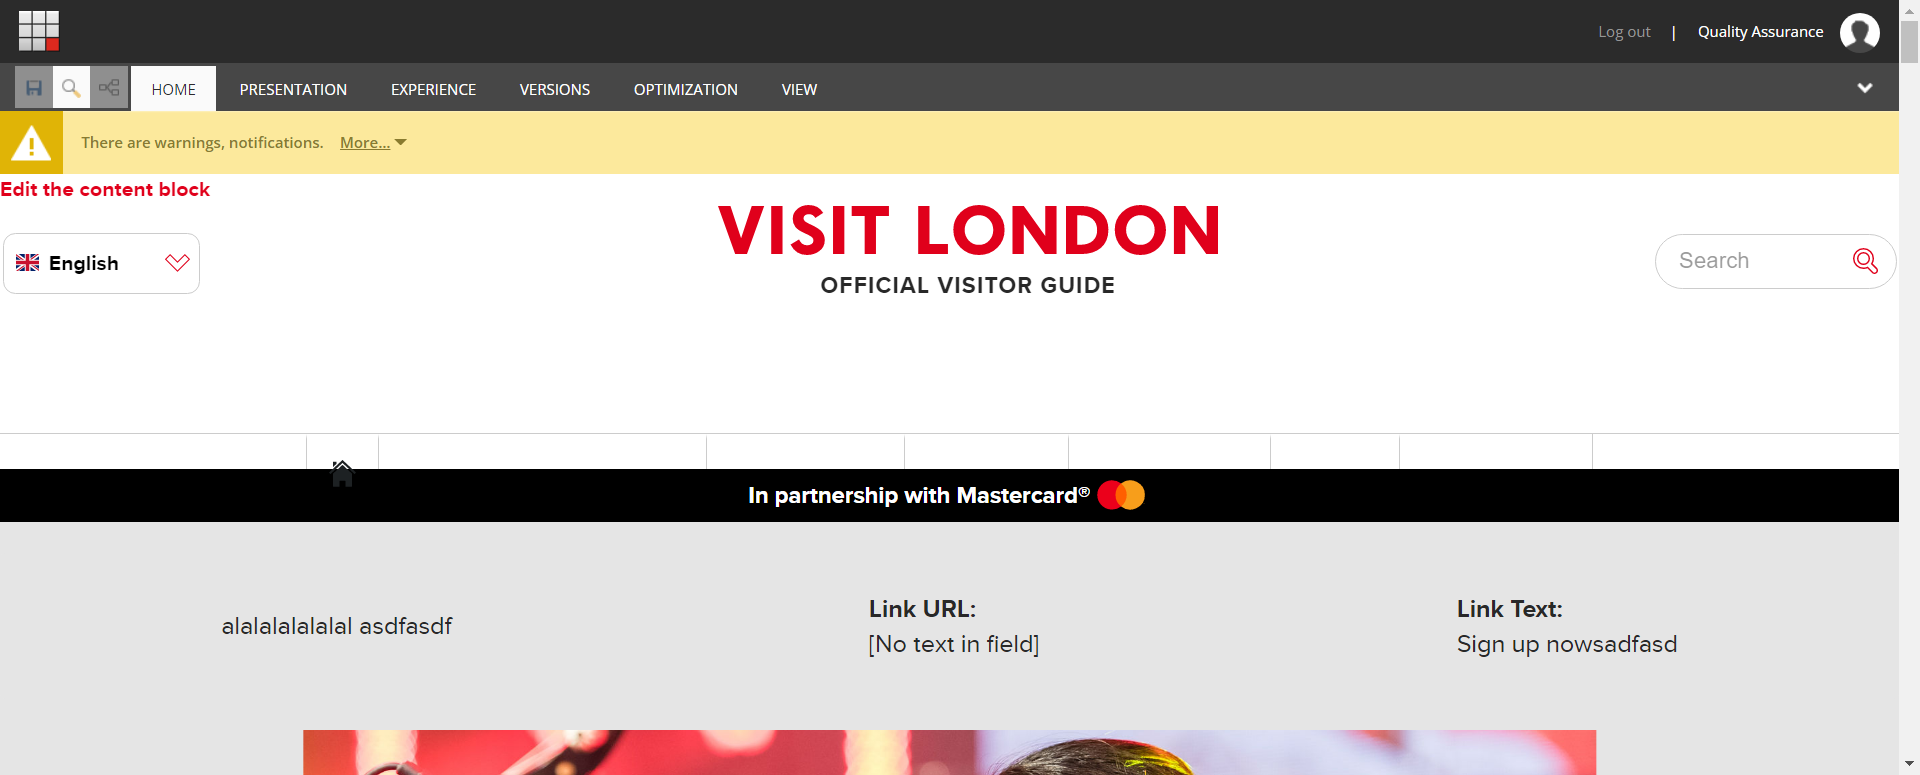 Log out | Quality Assurance
HOME PRESENTATION EXPERIENCE VERSIONS OPTIMIZATION VIEW
There are warnings, notifications. More...
Edit the content block
VISIT LONDON
OFFICIAL VISITOR GUIDE
English
Search
In partnership with Mastercard®
alalalalalalal asdfasdf
Link URL:
[No text in field]
Link Text:
Sign up nowsadfasd